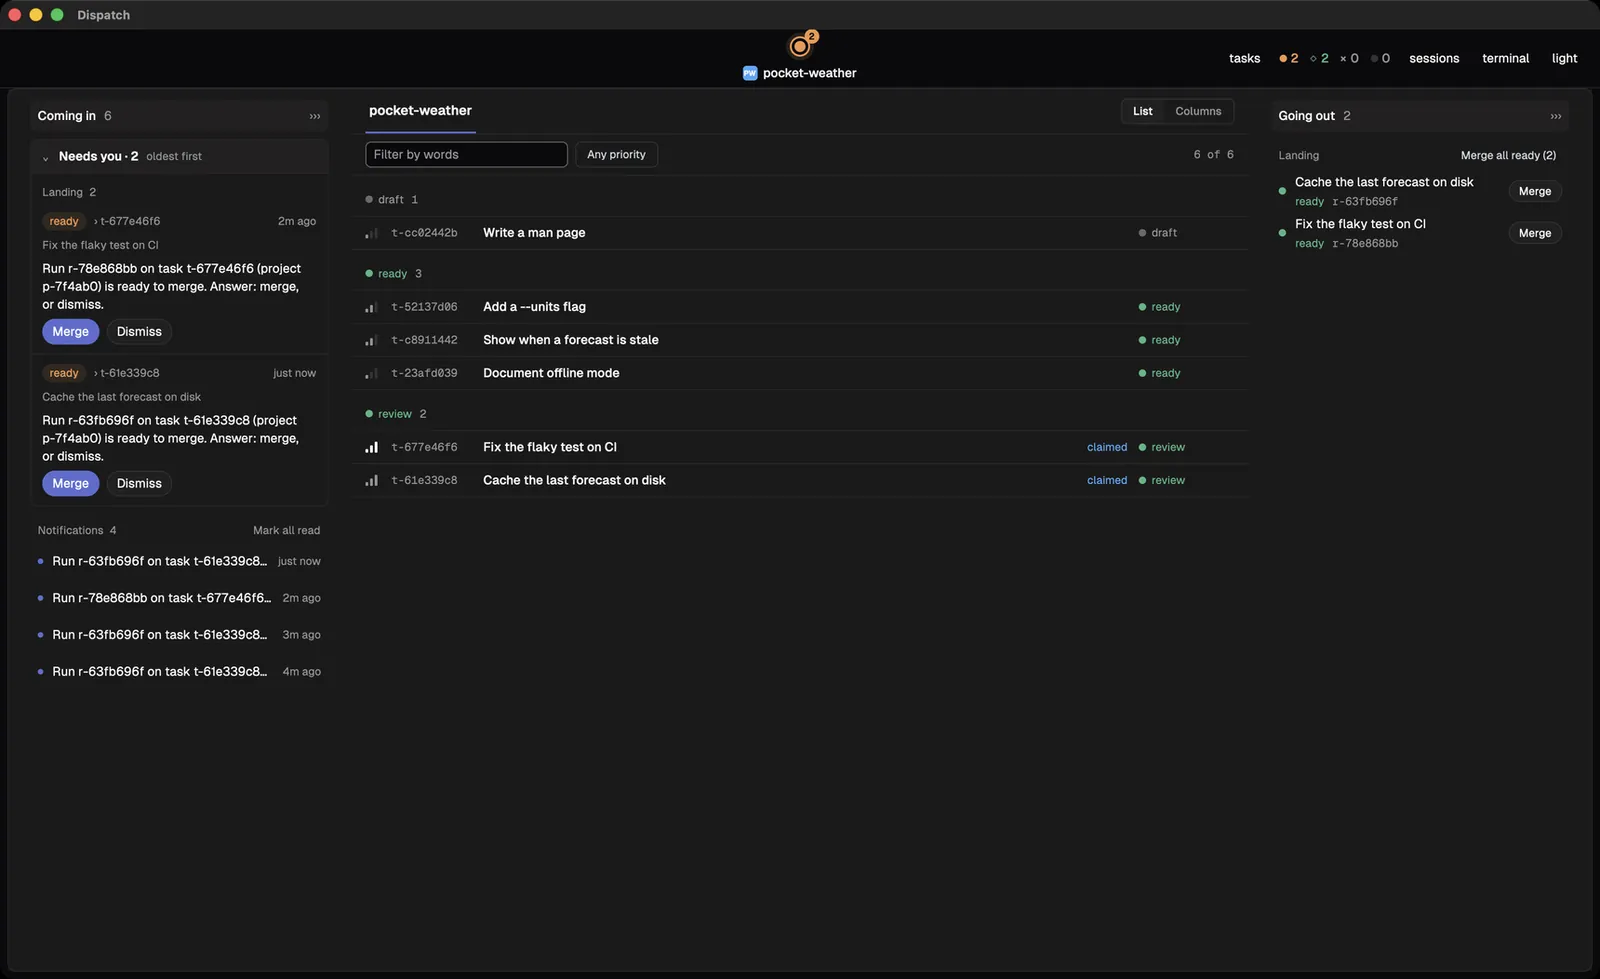 Dispatch
2
PW pocket-weather
tasks 2 2 × 0 0 sessions terminal light
Coming in 6 ›››
Needs you · 2 oldest first
Landing 2
ready › t-677e46f6 2m ago
Fix the flaky test on CI
Run r-78e868bb on task t-677e46f6 (project
p-7f4ab0) is ready to merge. Answer: merge,
or dismiss.
Merge Dismiss
ready › t-61e339c8 just now
Cache the last forecast on disk
Run r-63fb696f on task t-61e339c8 (project
p-7f4ab0) is ready to merge. Answer: merge,
or dismiss.
Merge Dismiss
Notifications 4 Mark all read
Run r-63fb696f on task t-61e339c8… just now
Run r-78e868bb on task t-677e46f6… 2m ago
Run r-63fb696f on task t-61e339c8… 3m ago
Run r-63fb696f on task t-61e339c8… 4m ago
pocket-weather
List Columns
Filter by words Any priority 6 of 6
draft 1
t-cc02442b Write a man page draft
ready 3
t-52137d06 Add a --units flag ready
t-c8911442 Show when a forecast is stale ready
t-23afd039 Document offline mode ready
review 2
t-677e46f6 Fix the flaky test on CI claimed review
t-61e339c8 Cache the last forecast on disk claimed review
Going out 2 ›››
Landing Merge all ready (2)
Cache the last forecast on disk
ready r-63fb696f
Merge
Fix the flaky test on CI
ready r-78e868bb
Merge